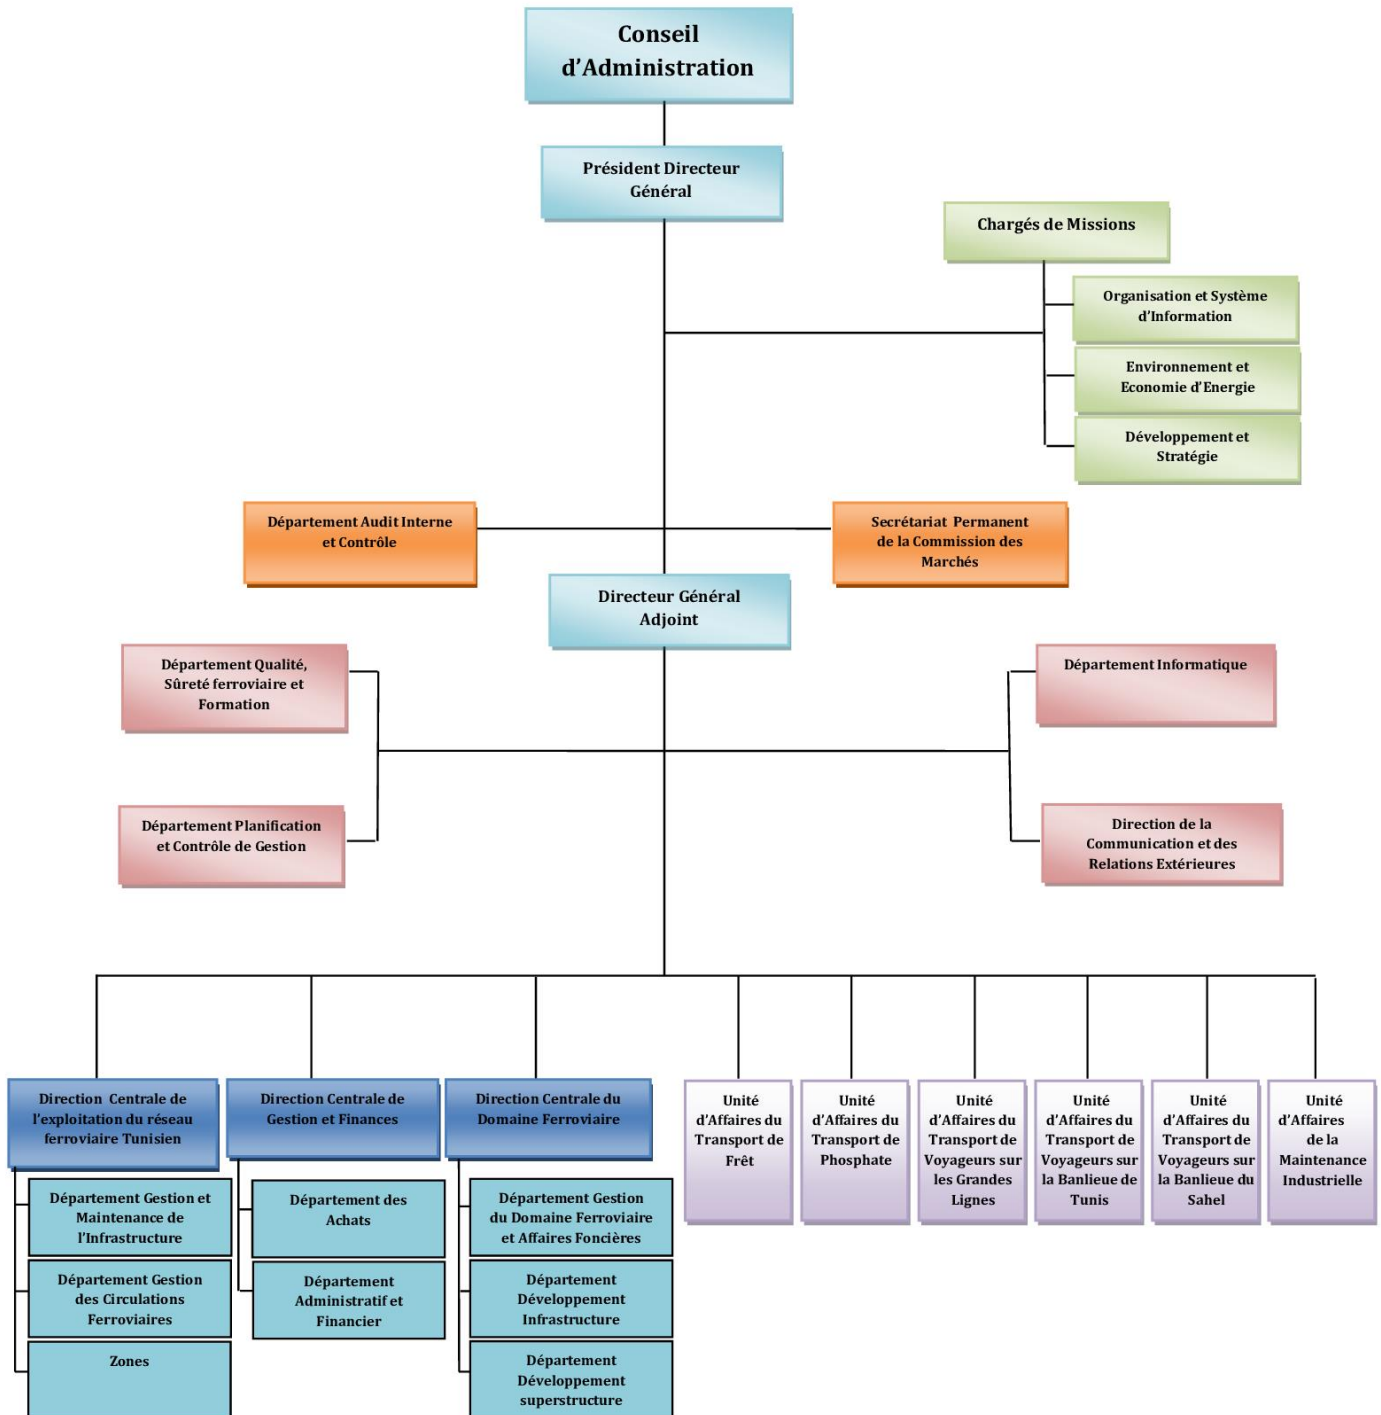 Conseil
d'Administration
Président Directeur
Général
Chargés de Missions
Organisation et Système
d'Information
Environnement et
Economie d'Energie
Développement et
Stratégie
Département Audit Interne
et Contrôle
Secrétariat Permanent
de la Commission des
Marchés
Directeur Général
Adjoint
Département Qualité,
Sûreté ferroviaire et
Formation
Département Informatique
Département Planification
et Contrôle de Gestion
Direction de la
Communication et des
Relations Extérieures
Direction Centrale de
l'exploitation du réseau
ferroviaire Tunisien
Direction Centrale de
Gestion et Finances
Direction Centrale du
Domaine Ferroviaire
Unité
d'Affaires du
Transport de
Frêt
Unité
d'Affaires du
Transport de
Phosphate
Unité
d'Affaires du
Transport de
Voyageurs sur
les Grandes
Lignes
Unité
d'Affaires du
Transport de
Voyageurs sur
la Banlieue de
Tunis
Unité
d'Affaires du
Transport de
Voyageurs sur
la Banlieue du
Sahel
Unité
d'Affaires
de la
Maintenance
Industrielle
Département Gestion et
Maintenance de
l'Infrastructure
Département Gestion
des Circulations
Ferroviaires
Zones
Département des
Achats
Département
Administratif et
Financier
Département Gestion
du Domaine Ferroviaire
et Affaires Foncières
Département
Développement
Infrastructure
Département
Développement
superstructure